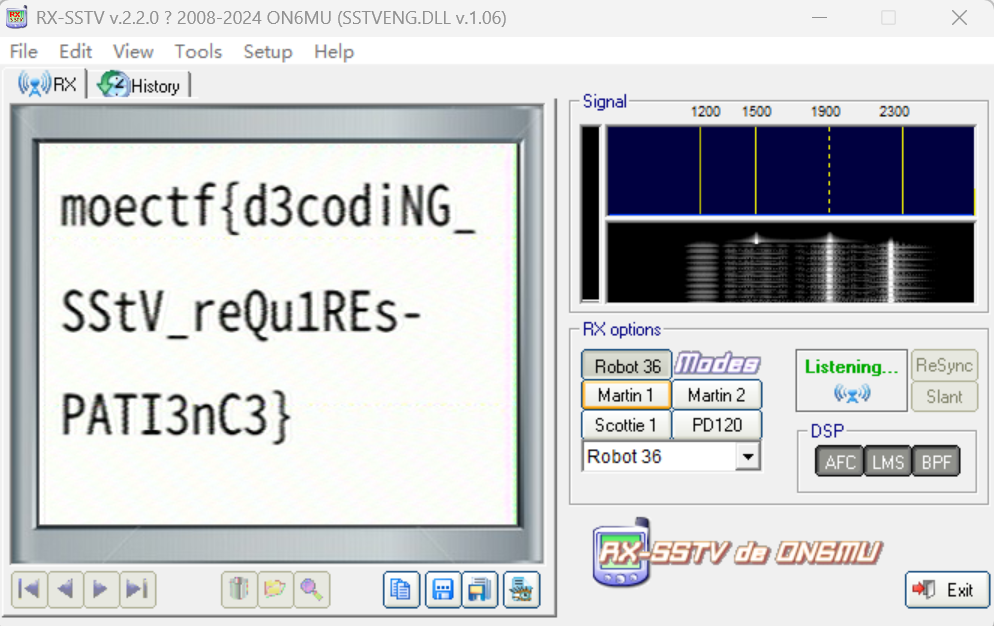 RX-SSTV v.2.2.0 ? 2008-2024 ON6MU (SSTVENG.DLL v.1.06)
File Edit View Tools Setup Help
RX History
moectf{d3codiNG_
SStV_reQu1REs-
PATI3nC3}
Signal
1200 1500 1900 2300
RX options
Robot 36 Modes
Martin 1 Martin 2
Scottie 1 PD120
Robot 36
Listening...
ReSync
Slant
DSP
AFC LMS BPF
RX-SSTV de ON6MU
Exit